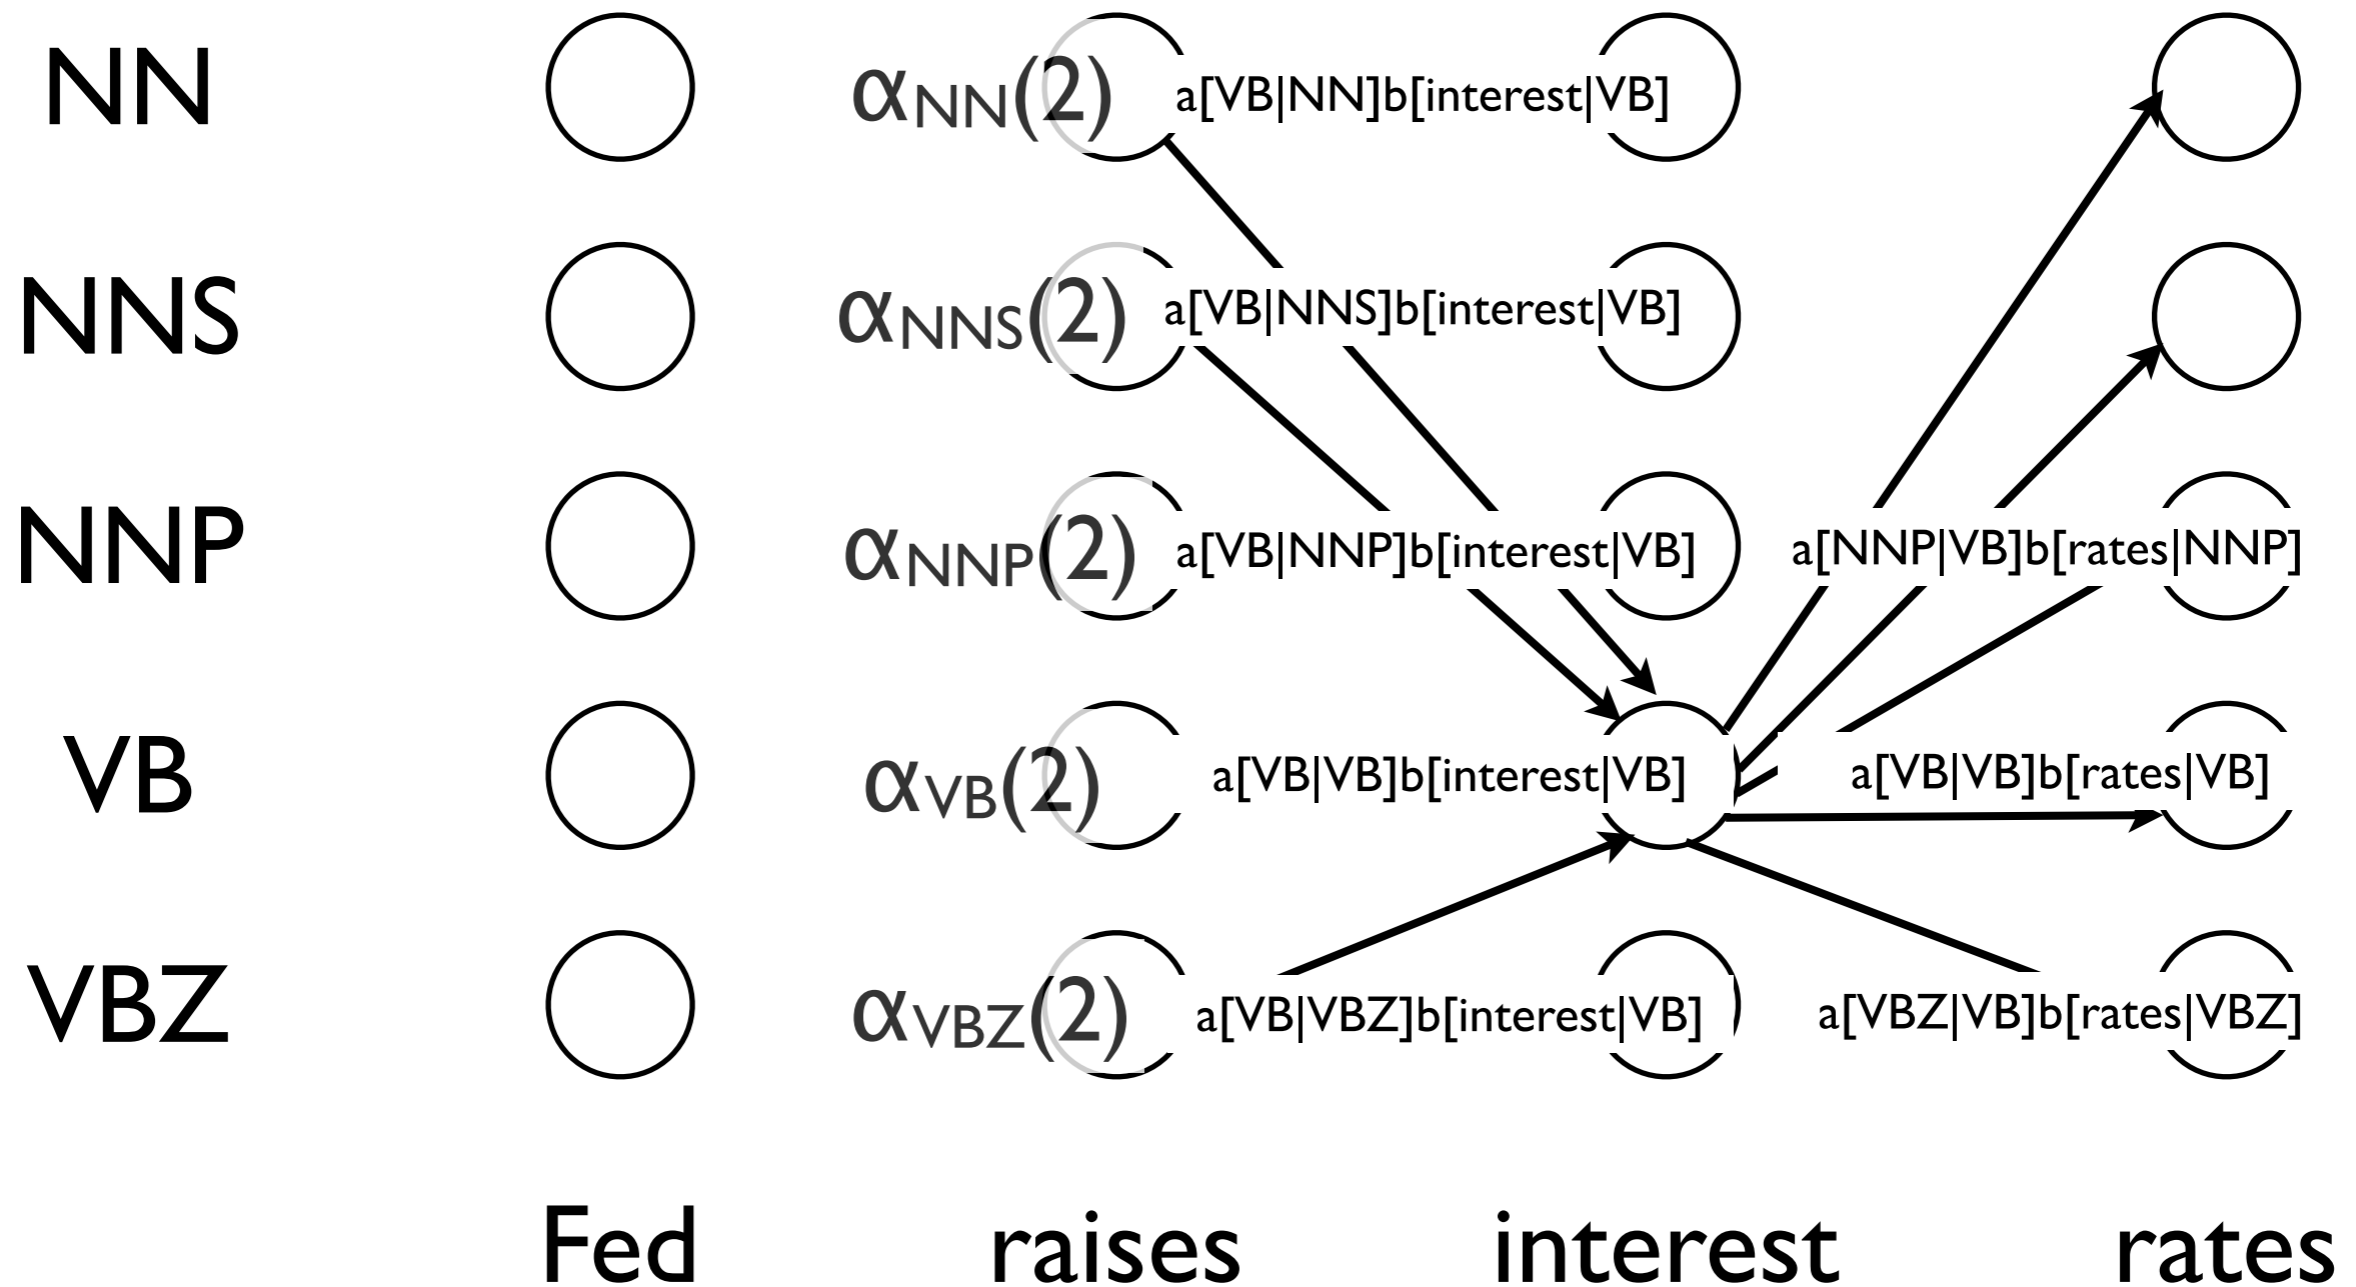 NN αNN(2) a[VB|NN]b[interest|VB]
NNS αNNS(2) a[VB|NNS]b[interest|VB]
NNP αNNP(2) a[VB|NNP]b[interest|VB] a[NNP|VB]b[rates|NNP]
VB αVB(2) a[VB|VB]b[interest|VB] a[VB|VB]b[rates|VB]
VBZ αVBZ(2) a[VB|VBZ]b[interest|VB] a[VBZ|VB]b[rates|VBZ]
Fed raises interest rates